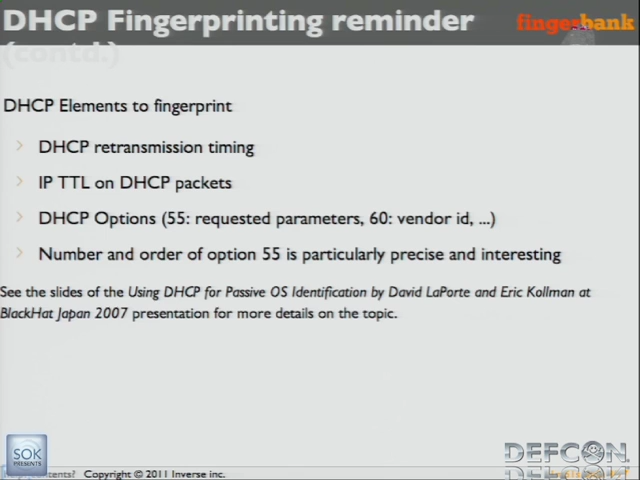 DHCP Fingerprinting reminder
(contd.)
fingerbank
DHCP Elements to fingerprint
DHCP retransmission timing
IP TTL on DHCP packets
DHCP Options (55: requested parameters, 60: vendor id, ...)
Number and order of option 55 is particularly precise and interesting
See the slides of the Using DHCP for Passive OS Identification by David LaPorte and Eric Kollman at
BlackHat Japan 2007 presentation for more details on the topic.
SOK
PRESENTS
Copyright © 2011 Inverse inc.
DEFCON